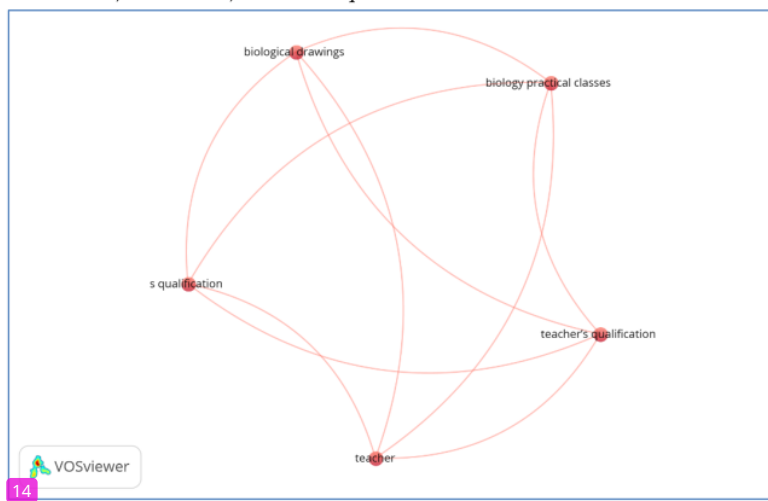 biological drawings
biology practical classes
s qualification
teacher's qualification
teacher
VOSviewer
14